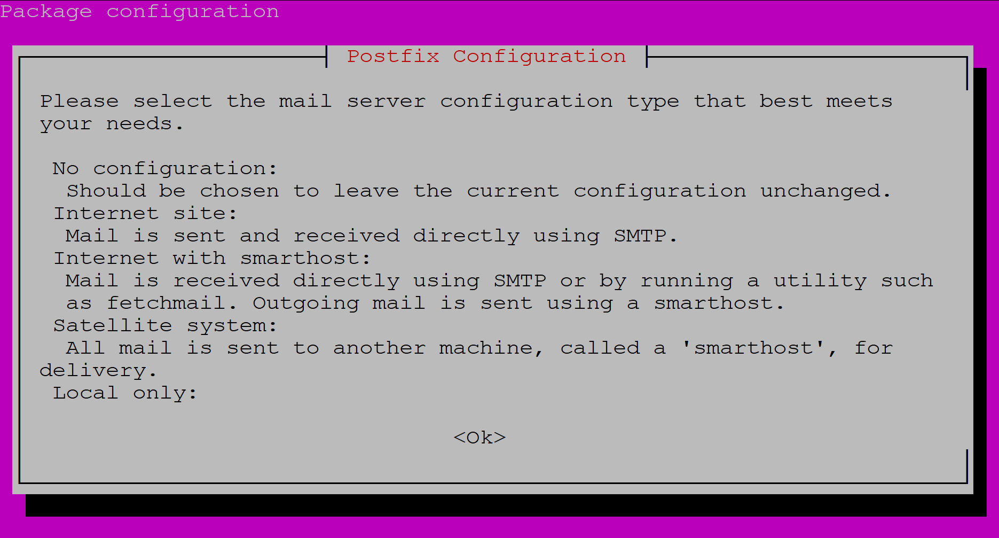 Package configuration
Postfix Configuration
Please select the mail server configuration type that best meets
your needs.
No configuration:
Should be chosen to leave the current configuration unchanged.
Internet site:
Mail is sent and received directly using SMTP.
Internet with smarthost:
Mail is received directly using SMTP or by running a utility such
as fetchmail. Outgoing mail is sent using a smarthost.
Satellite system:
All mail is sent to another machine, called a 'smarthost', for
delivery.
Local only:
<Ok>